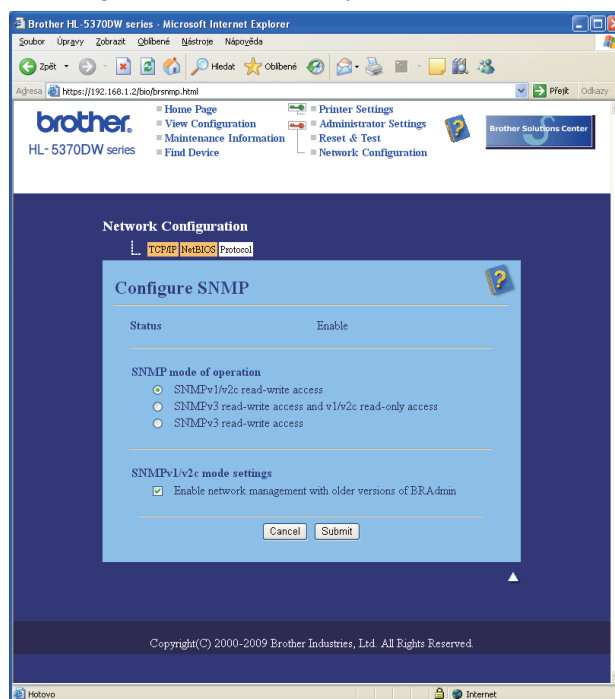 Brother HL-5370DW series - Microsoft Internet Explorer
Soubor Úpravy Zobrazit Oblíbené Nástroje Nápověda
Zpět Hledat Oblíbené
Adresa https://192.168.1.2/bio/brsnmp.html Přejít Odkazy
brother.
HL-5370DW series
Home Page
View Configuration
Maintenance Information
Find Device
Printer Settings
Administrator Settings
Reset & Test
Network Configuration
Brother Solutions Center
Network Configuration
TCP/IP NetBIOS Protocol
Configure SNMP
Status Enable
SNMP mode of operation
SNMPv1/v2c read-write access
SNMPv3 read-write access and v1/v2c read-only access
SNMPv3 read-write access
SNMPv1/v2c mode settings
Enable network management with older versions of BRAdmin
Cancel Submit
Copyright(C) 2000-2009 Brother Industries, Ltd. All Rights Reserved.
Hotovo Internet